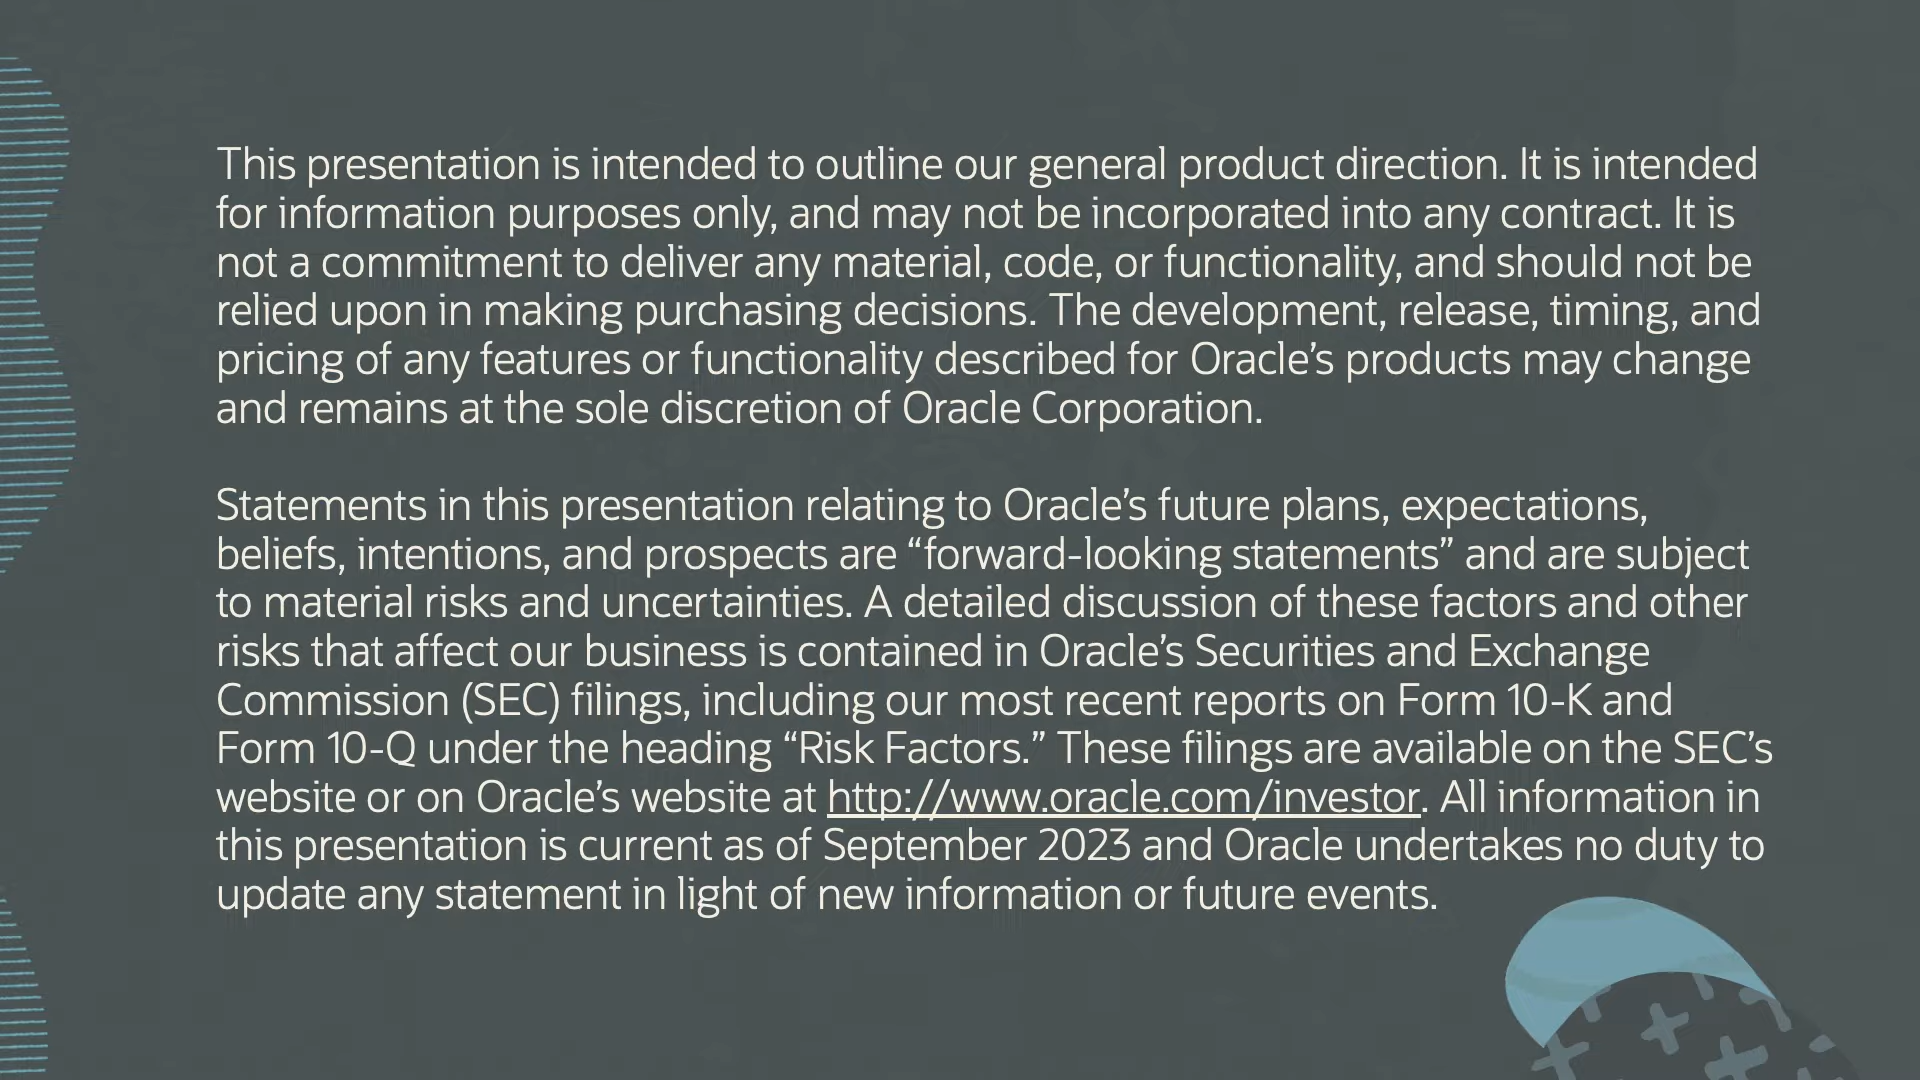 This presentation is intended to outline our general product direction. It is intended
for information purposes only, and may not be incorporated into any contract. It is
not a commitment to deliver any material, code, or functionality, and should not be
relied upon in making purchasing decisions. The development, release, timing, and
pricing of any features or functionality described for Oracle’s products may change
and remains at the sole discretion of Oracle Corporation.
Statements in this presentation relating to Oracle’s future plans, expectations,
beliefs, intentions, and prospects are “forward-looking statements” and are subject
to material risks and uncertainties. A detailed discussion of these factors and other
risks that affect our business is contained in Oracle’s Securities and Exchange
Commission (SEC) filings, including our most recent reports on Form 10-K and
Form 10-Q under the heading “Risk Factors.” These filings are available on the SEC’s
website or on Oracle’s website at http://www.oracle.com/investor. All information in
this presentation is current as of September 2023 and Oracle undertakes no duty to
update any statement in light of new information or future events.